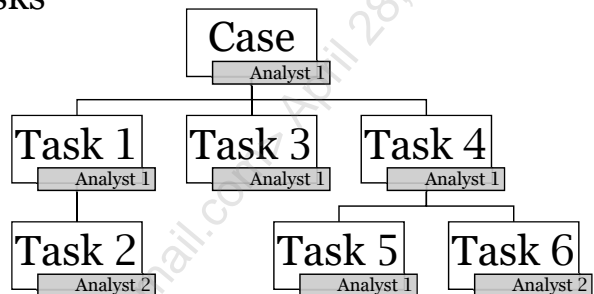 Case
Analyst 1
Task 1
Analyst 1
Task 3
Analyst 1
Task 4
Analyst 1
Task 2
Analyst 2
Task 5
Analyst 1
Task 6
Analyst 2